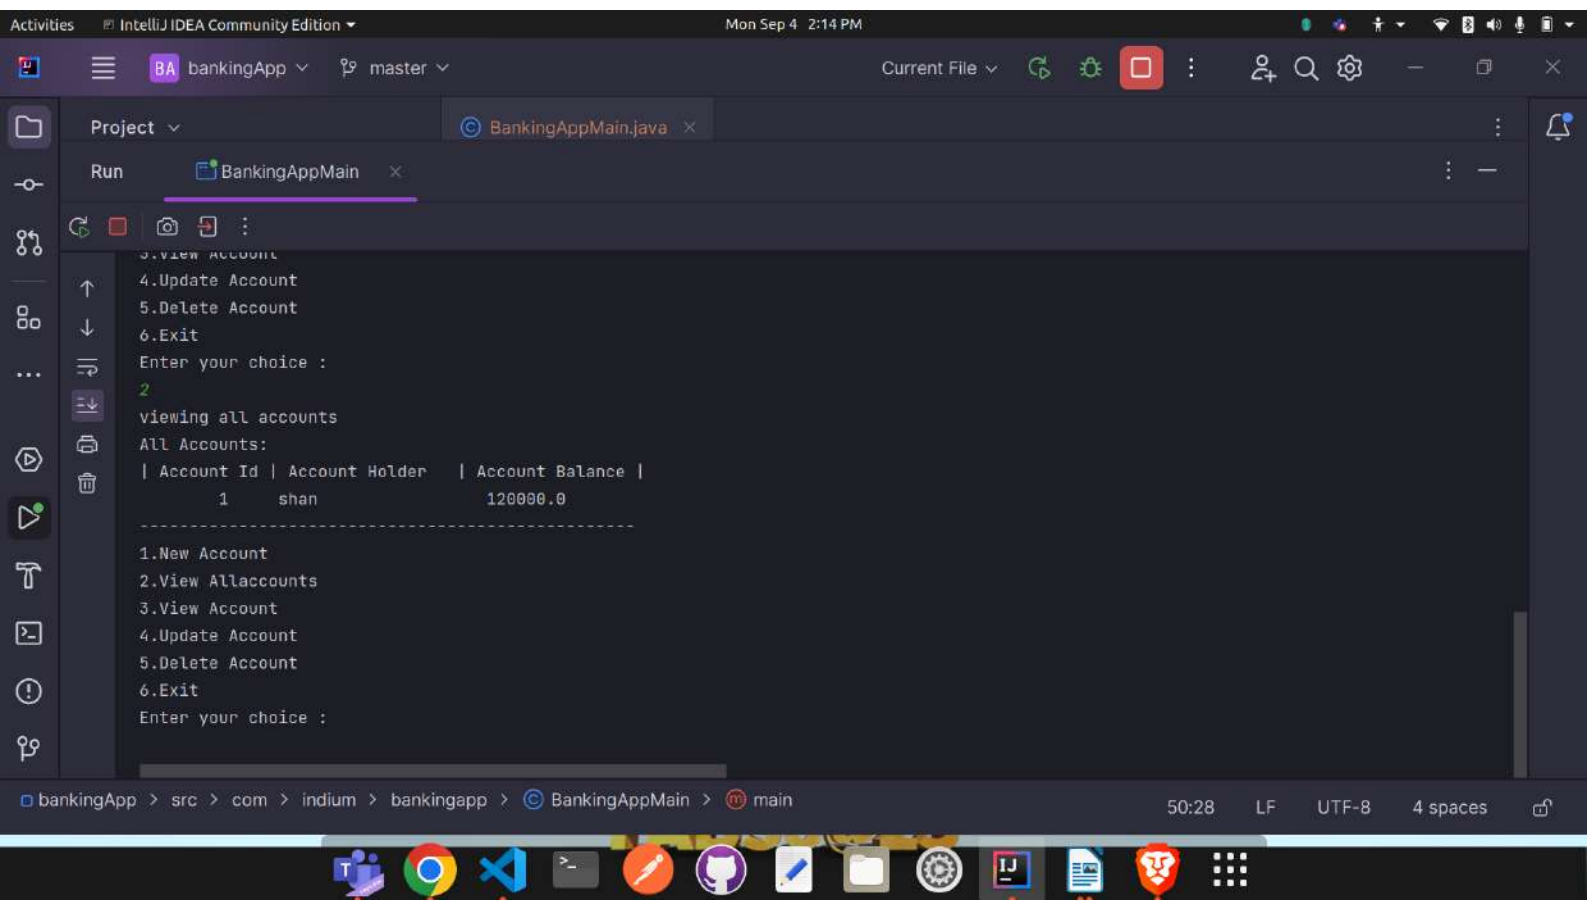 Activities IntelliJ IDEA Community Edition Mon Sep 4 2:14 PM
BA bankingApp master Current File
Project BankingAppMain.java
Run BankingAppMain
3.View Account
4.Update Account
5.Delete Account
6.Exit
Enter your choice :
2
viewing all accounts
All Accounts:
| Account Id | Account Holder | Account Balance |
1 shan 120000.0
--------------------------------------------------
1.New Account
2.View Allaccounts
3.View Account
4.Update Account
5.Delete Account
6.Exit
Enter your choice :
bankingApp > src > com > indium > bankingapp > BankingAppMain > main 50:28 LF UTF-8 4 spaces